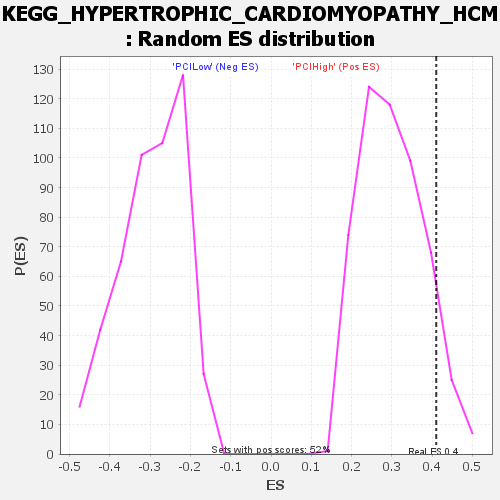 KEGG_HYPERTROPHIC_CARDIOMYOPATHY_HCM
: Random ES distribution
'PCILow' (Neg ES) 'PCIHigh' (Pos ES)
130
120
110
100
90
80
70
60
50
40
30
20
10
0
P(ES)
Sets with pos scores: 52%
Real ES 0.4
-0.5 -0.4 -0.3 -0.2 -0.1 0.0 0.1 0.2 0.3 0.4 0.5
ES